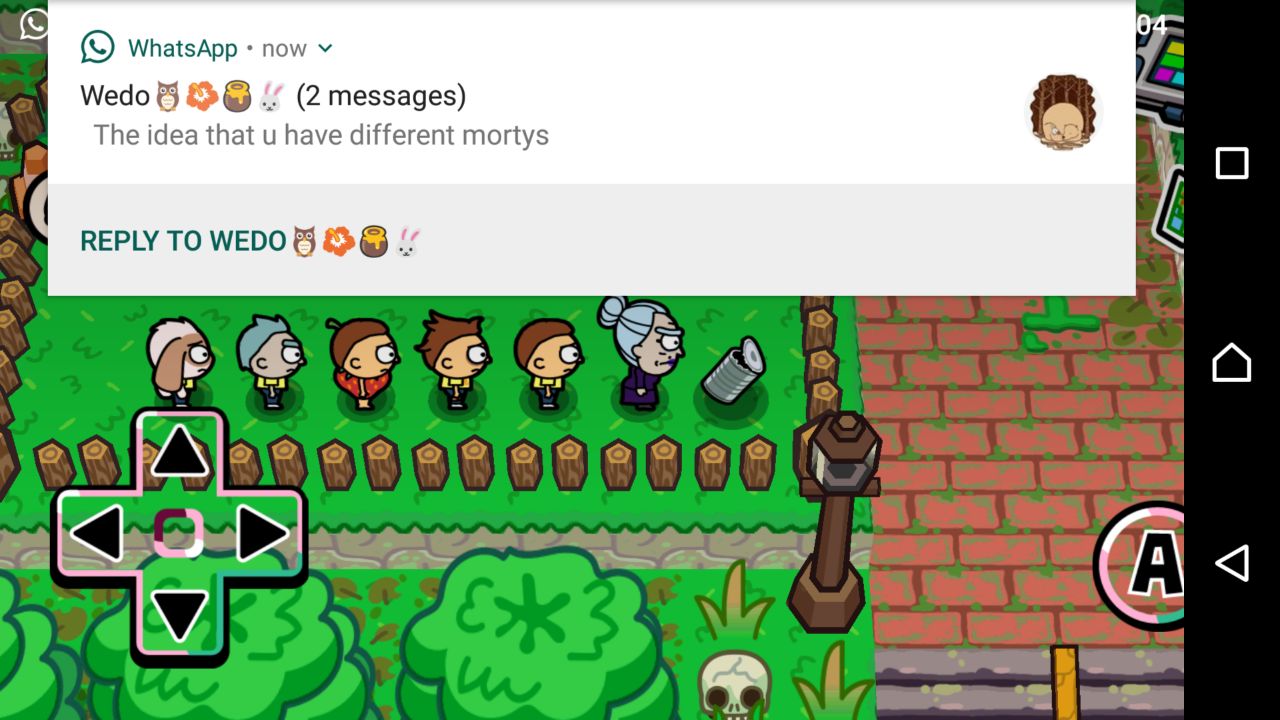 04
WhatsApp • now
Wedo🦉🌺🍯🐇 (2 messages)
The idea that u have different mortys
REPLY TO WEDO🦉🌺🍯🐇
A